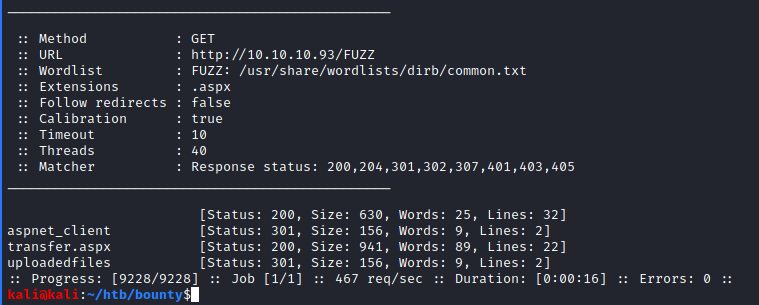 :: Method : GET
:: URL : http://10.10.10.93/FUZZ
:: Wordlist : FUZZ: /usr/share/wordlists/dirb/common.txt
:: Extensions : .aspx
:: Follow redirects : false
:: Calibration : true
:: Timeout : 10
:: Threads : 40
:: Matcher : Response status: 200,204,301,302,307,401,403,405
[Status: 200, Size: 630, Words: 25, Lines: 32]
aspnet_client [Status: 301, Size: 156, Words: 9, Lines: 2]
transfer.aspx [Status: 200, Size: 941, Words: 89, Lines: 22]
uploadedfiles [Status: 301, Size: 156, Words: 9, Lines: 2]
:: Progress: [9228/9228] :: Job [1/1] :: 467 req/sec :: Duration: [0:00:16] :: Errors: 0 ::
kali@kali:~/htb/bounty$